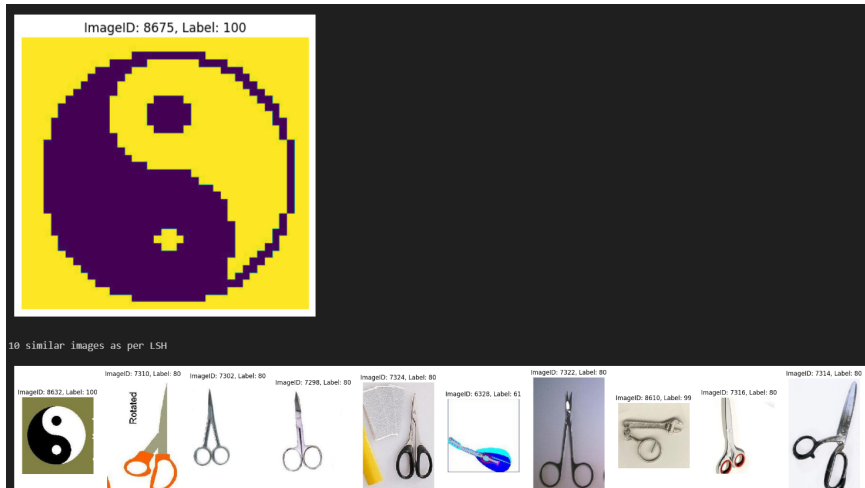 ImageID: 8675, Label: 100
10 similar images as per LSH
ImageID: 8632, Label: 100
ImageID: 7310, Label: 80
ImageID: 7302, Label: 80
ImageID: 7298, Label: 80
ImageID: 7324, Label: 80
ImageID: 6328, Label: 61
ImageID: 7322, Label: 80
ImageID: 8610, Label: 99
ImageID: 7316, Label: 80
ImageID: 7314, Label: 80
Rotated